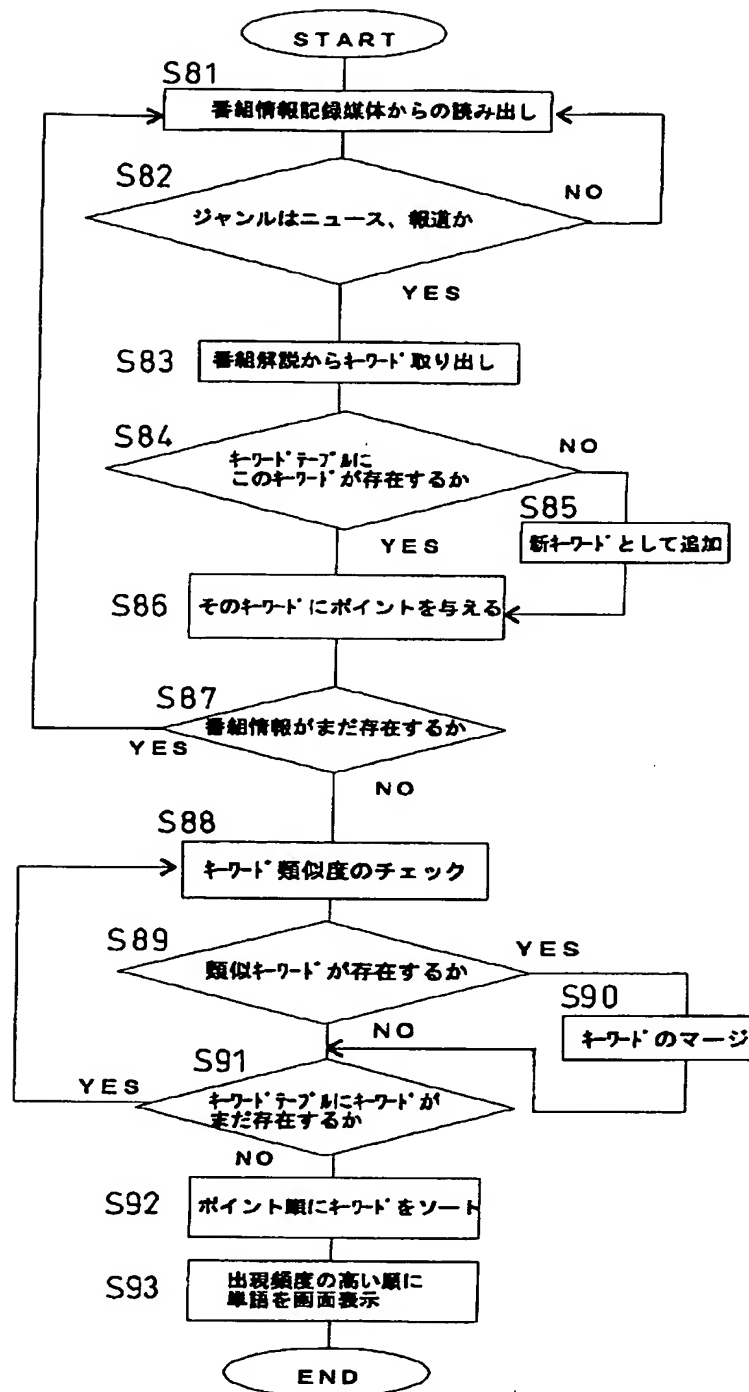 START
S81
番組情報記録媒体からの読み出し
S82
ジャンルはニュース、報道か
NO
YES
S83
番組解説からｷｰﾜｰﾄﾞ取り出し
S84
ｷｰﾜｰﾄﾞﾃｰﾌﾞﾙに
このｷｰﾜｰﾄﾞが存在するか
NO
YES
S85
新ｷｰﾜｰﾄﾞとして追加
S86
そのｷｰﾜｰﾄﾞにポイントを与える
S87
番組情報がまだ存在するか
YES
NO
S88
ｷｰﾜｰﾄﾞ類似度のチェック
S89
類似ｷｰﾜｰﾄﾞが存在するか
YES
NO
S90
ｷｰﾜｰﾄﾞのマージ
S91
ｷｰﾜｰﾄﾞﾃｰﾌﾞﾙにｷｰﾜｰﾄﾞが
まだ存在するか
YES
NO
S92
ポイント順にｷｰﾜｰﾄﾞをソート
S93
出現頻度の高い順に
単語を画面表示
END